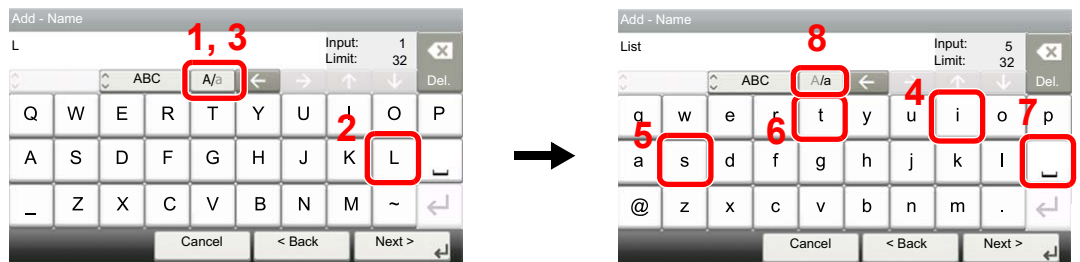 Add - Name
L
Input: 1
Limit: 32
1, 3
ABC
A/a
Del.
Q W E R T Y U I O P
2
A S D F G H J K L
_ Z X C V B N M ~
Cancel
< Back
Next >
Add - Name
List
Input: 5
Limit: 32
8
ABC
A/a
Del.
4
7
q w e r t y u i o p
5
6
a s d f g h j k l
@ z x c v b n m .
Cancel
< Back
Next >